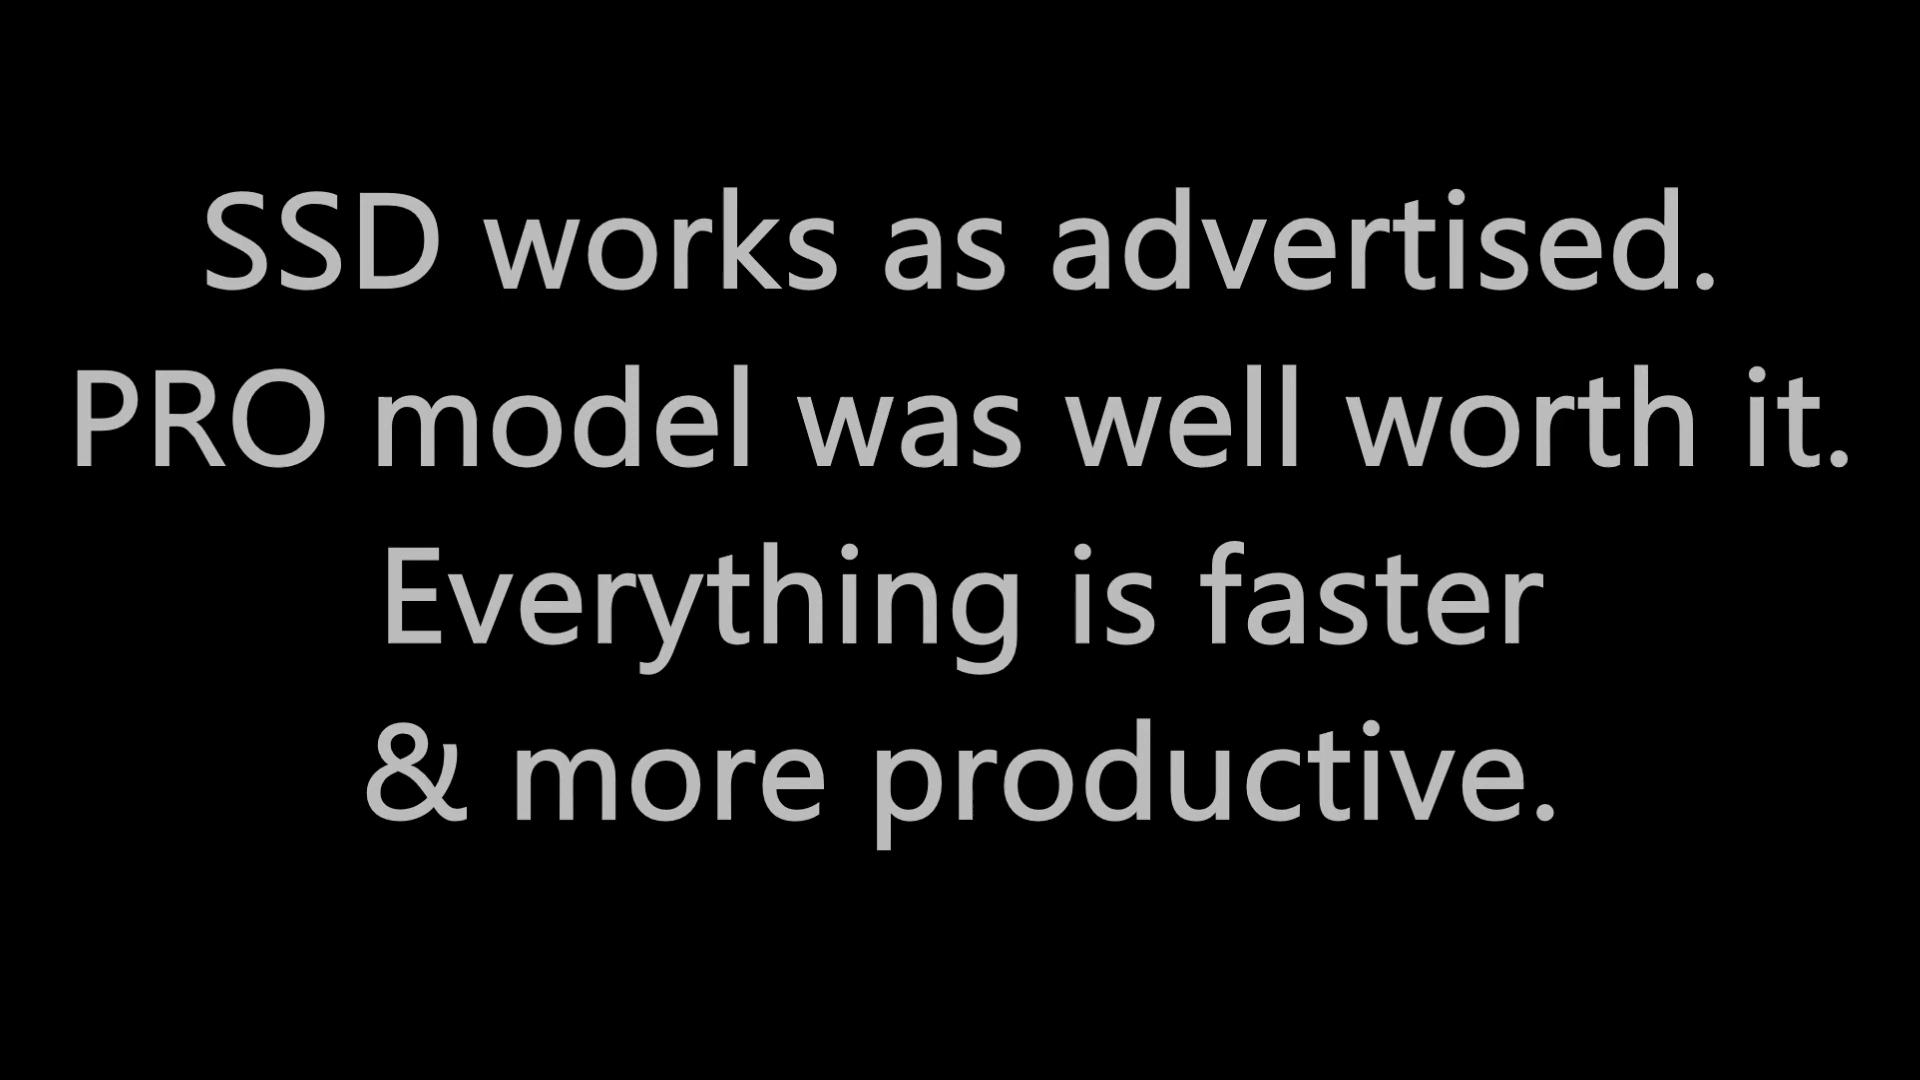 SSD works as advertised.
PRO model was well worth it.
Everything is faster
& more productive.